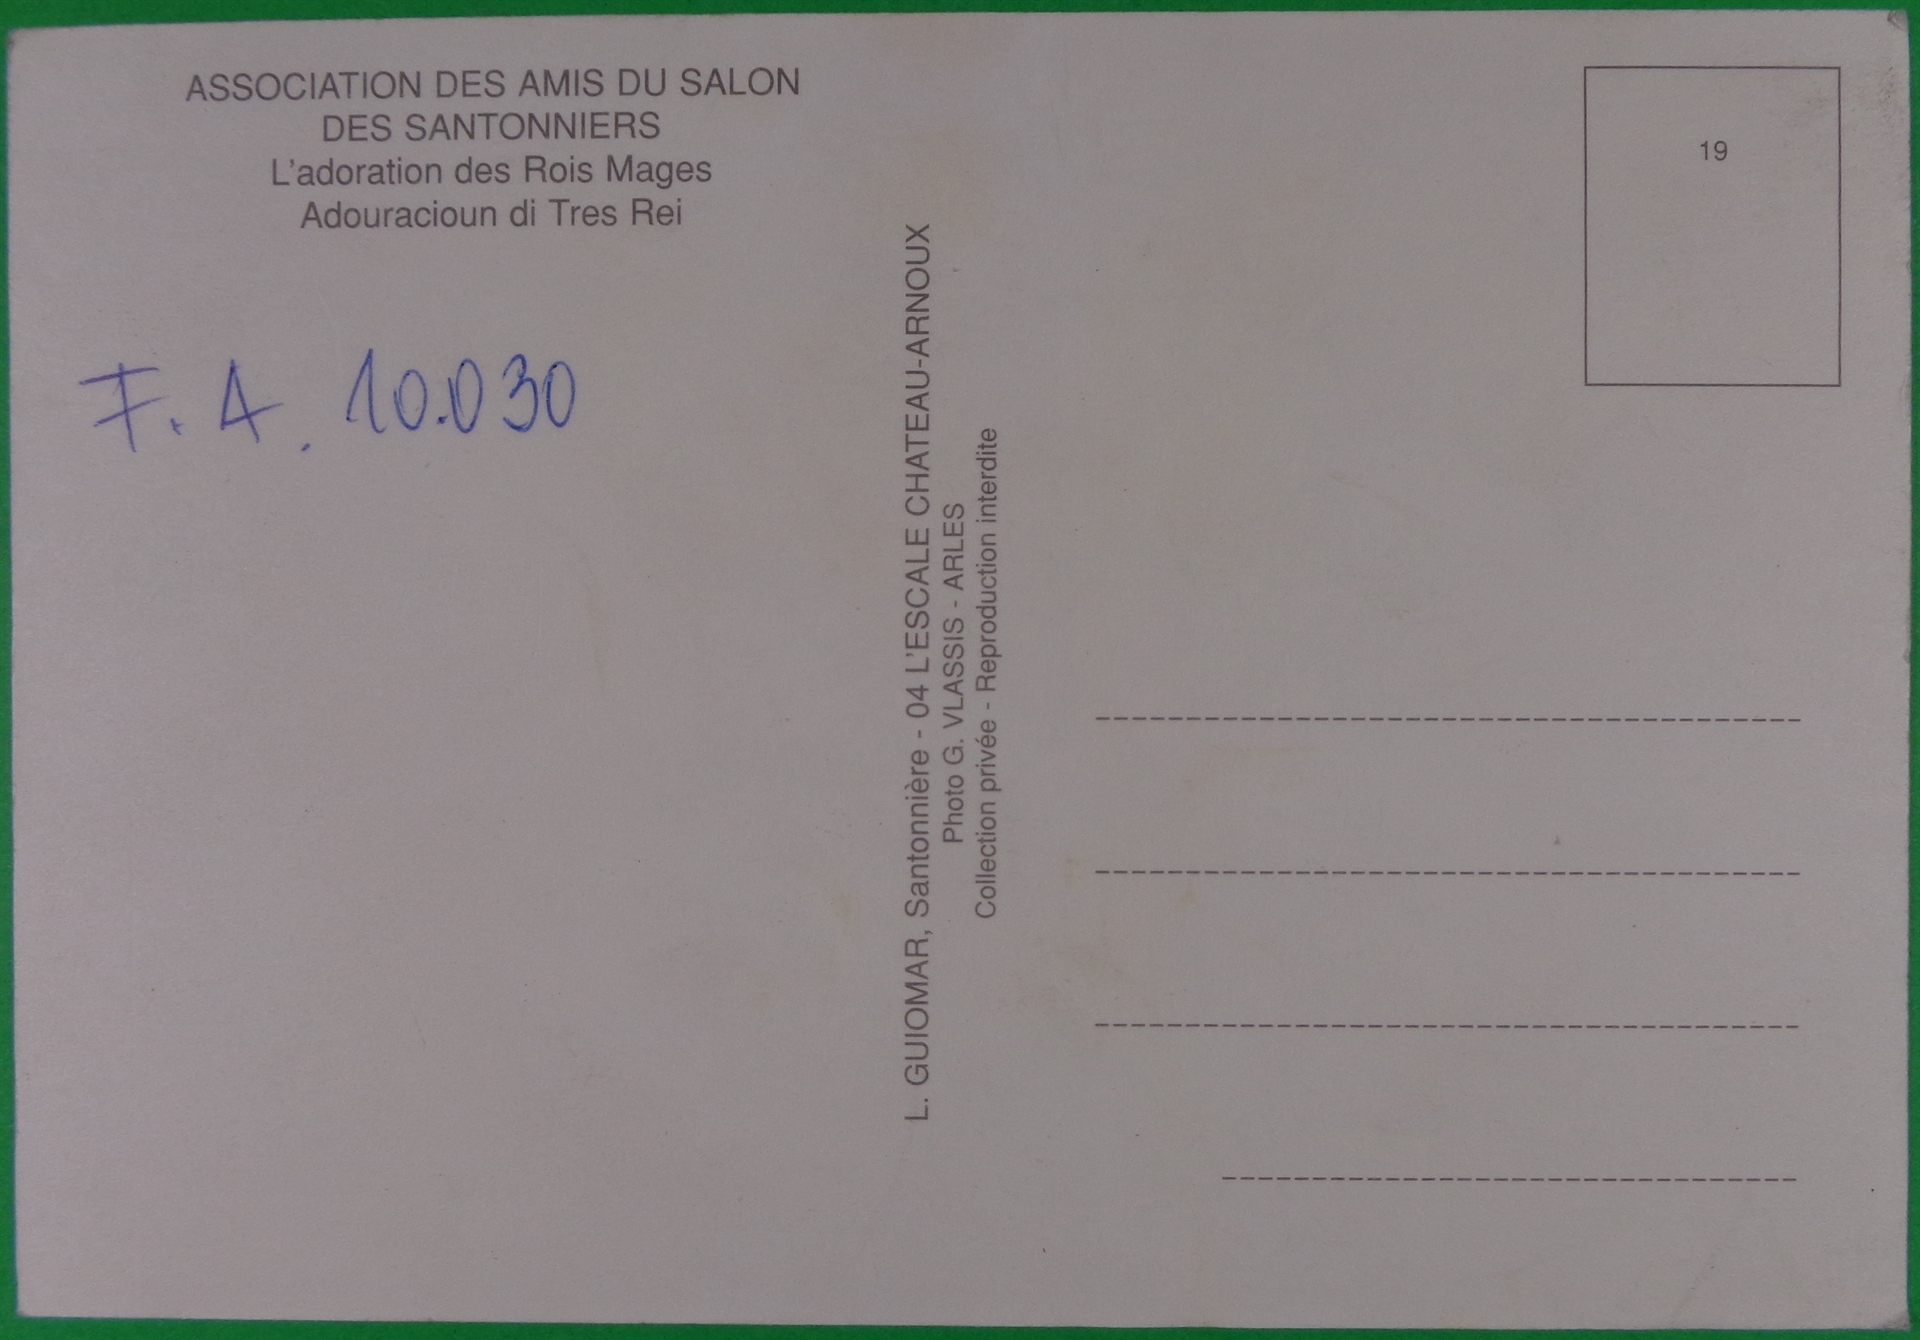 ASSOCIATION DES AMIS DU SALON
DES SANTONNIERS
L'adoration des Rois Mages
Adouracioun di Tres Rei
F. A. 10.030
L. GUIOMAR, Santonnière - 04 L'ESCALE CHATEAU-ARNOUX
Photo G. VLASSIS - ARLES
Collection privée - Reproduction interdite
19